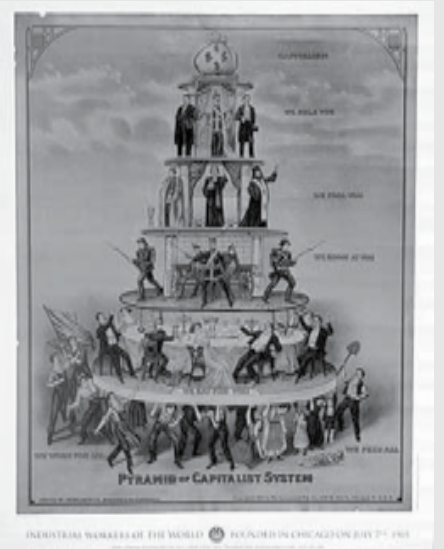 CAPITALISM
WE RULE YOU
WE FOOL YOU
WE SHOOT AT YOU
WE EAT FOR YOU
WE WORK FOR ALL
WE FEED ALL
PYRAMID OF CAPITALIST SYSTEM
INDUSTRIAL WORKERS OF THE WORLD FOUNDED IN CHICAGO ON JULY 7TH, 1905